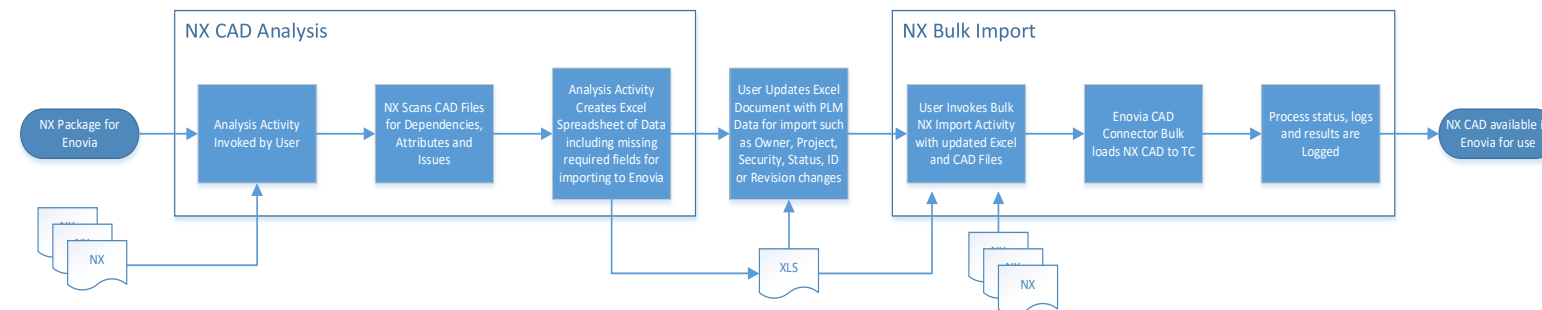 NX CAD Analysis
NX Bulk Import
NX Package for
Enovia
Analysis Activity
Invoked by User
NX Scans CAD Files
for Dependencies,
Attributes and
Issues
Analysis Activity
Creates Excel
Spreadsheet of Data
including missing
required fields for
importing to Enovia
User Updates Excel
Document with PLM
Data for import such
as Owner, Project,
Security, Status, ID
or Revision changes
User Invokes Bulk
NX Import Activity
with updated Excel
and CAD Files
Enovia CAD
Connector Bulk
loads NX CAD to TC
Process status, logs
and results are
Logged
NX CAD available
Enovia for use
NX
XLS
NX